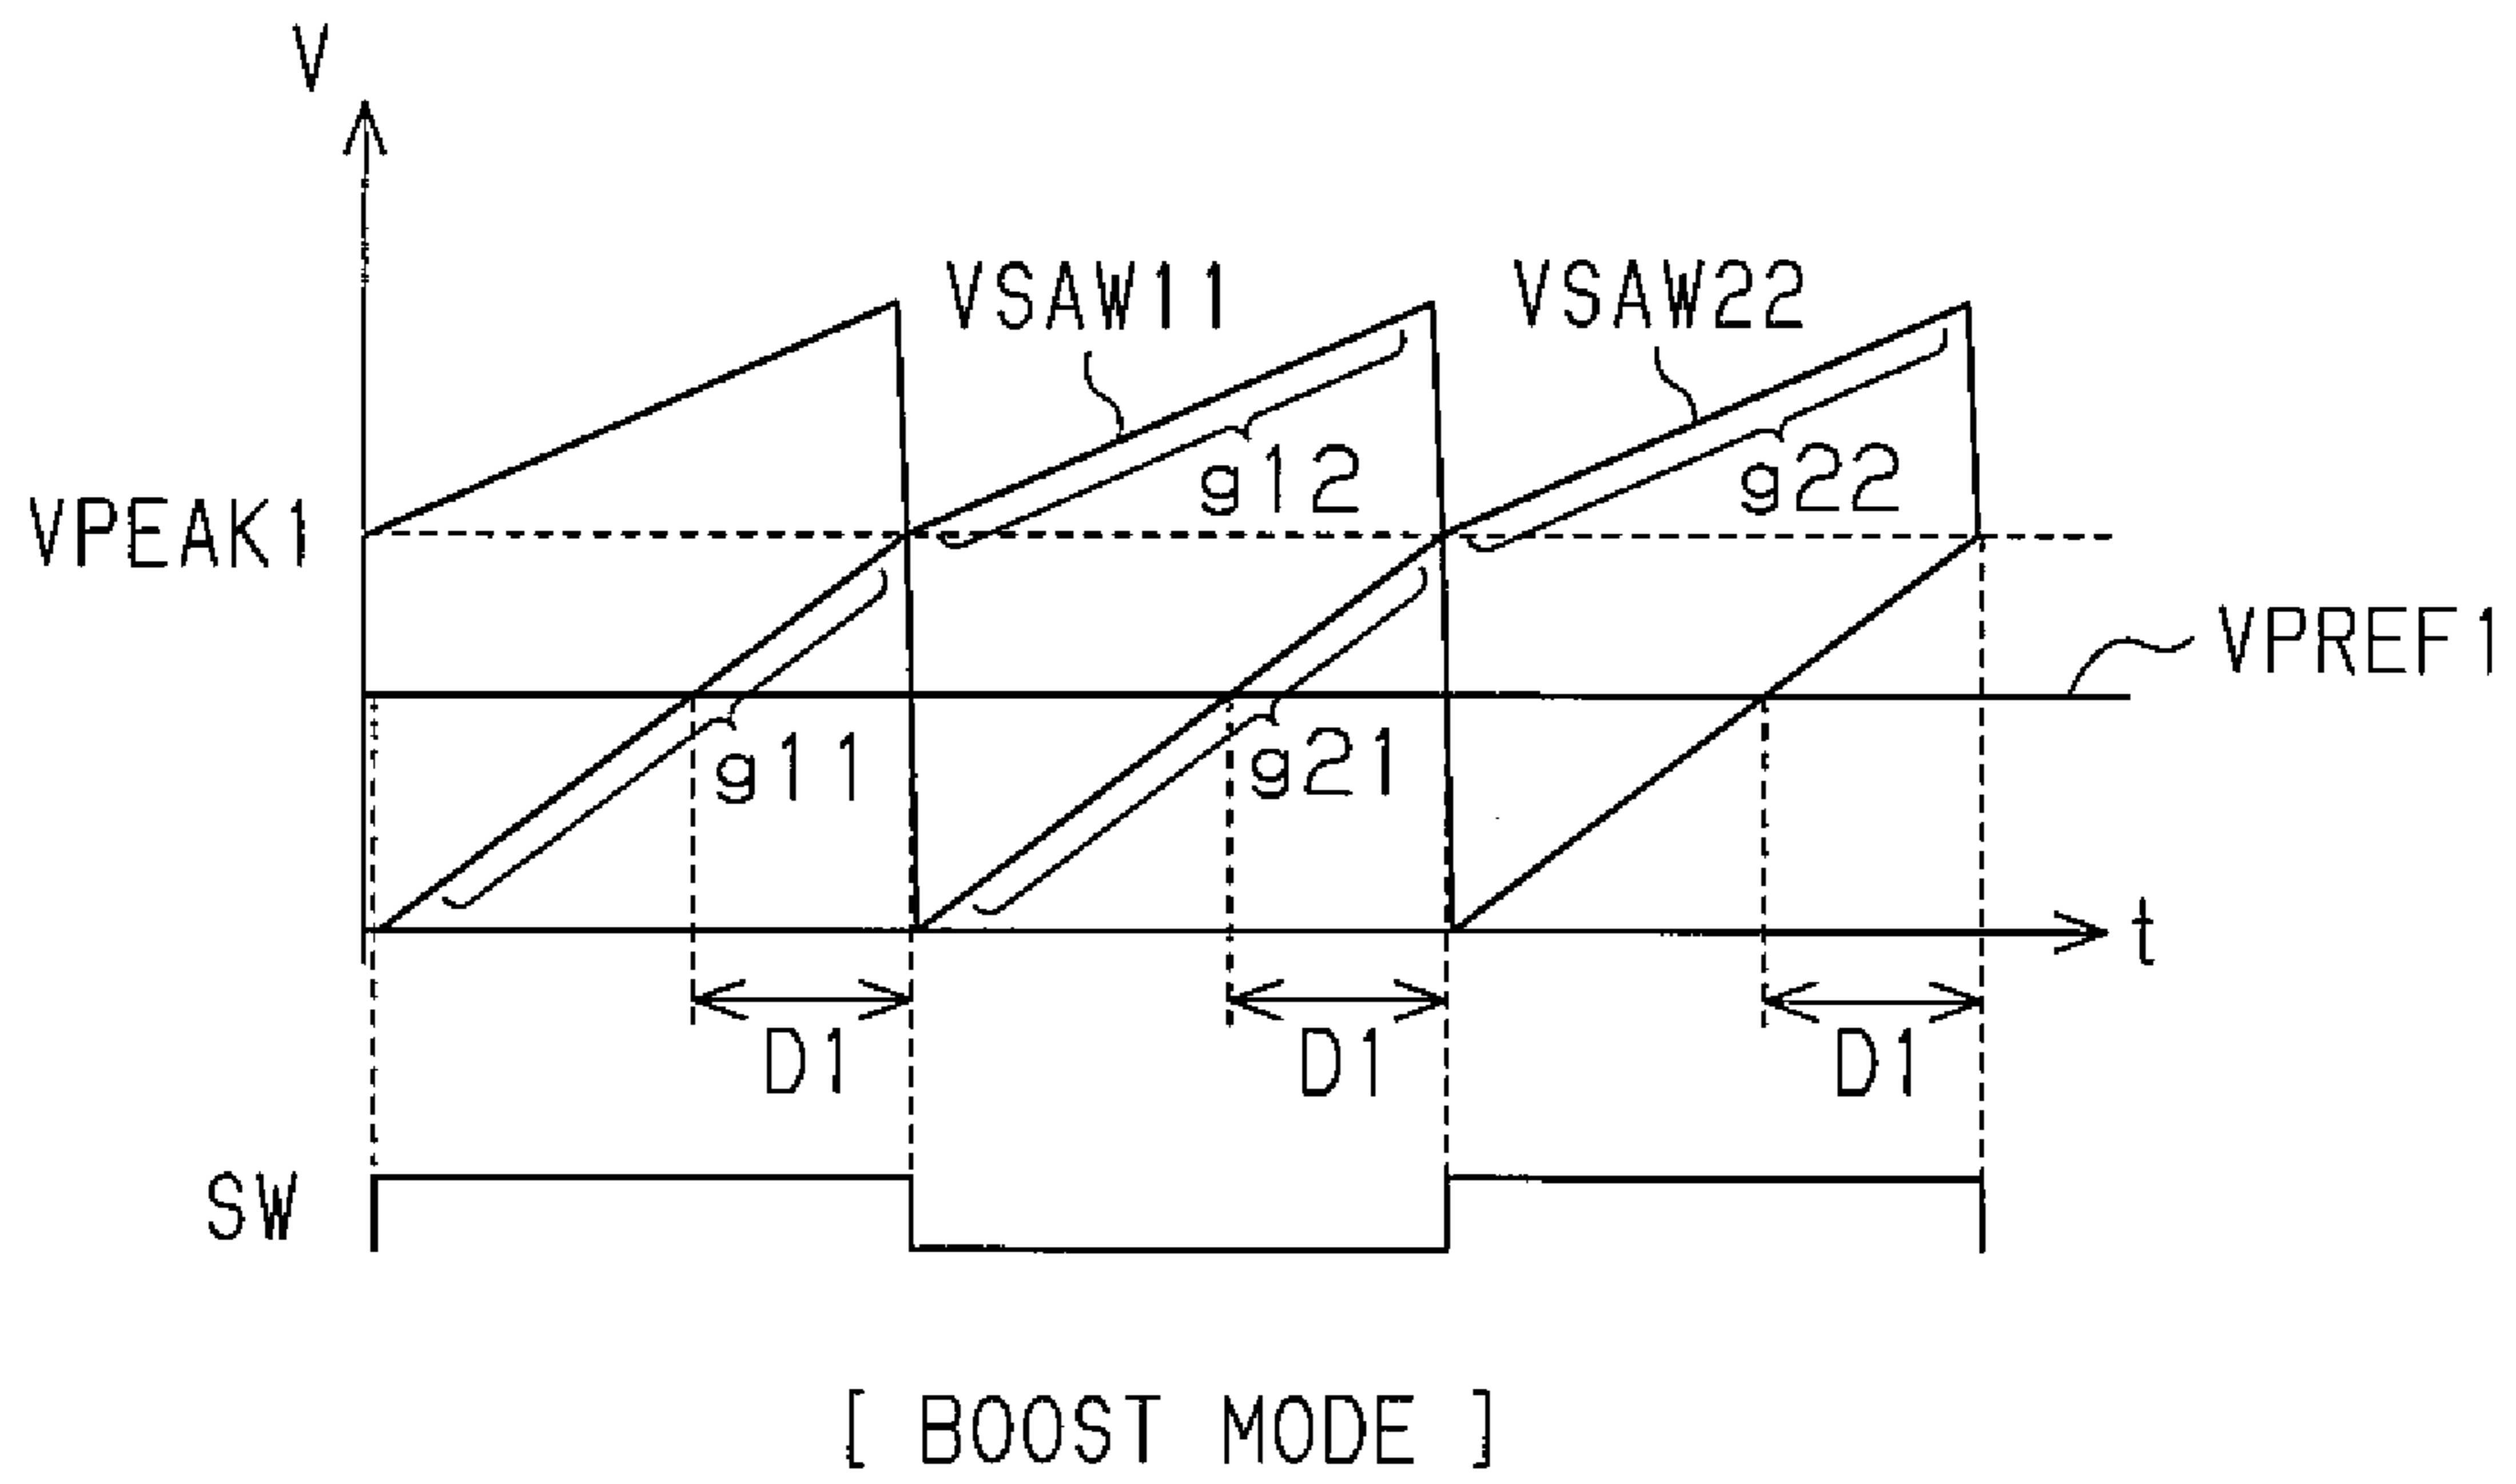 V
VSAW11
VSAW22
g12
g22
VPEAK1
VPREF1
g11
g21
t
D1
D1
D1
SW
[ BOOST MODE ]